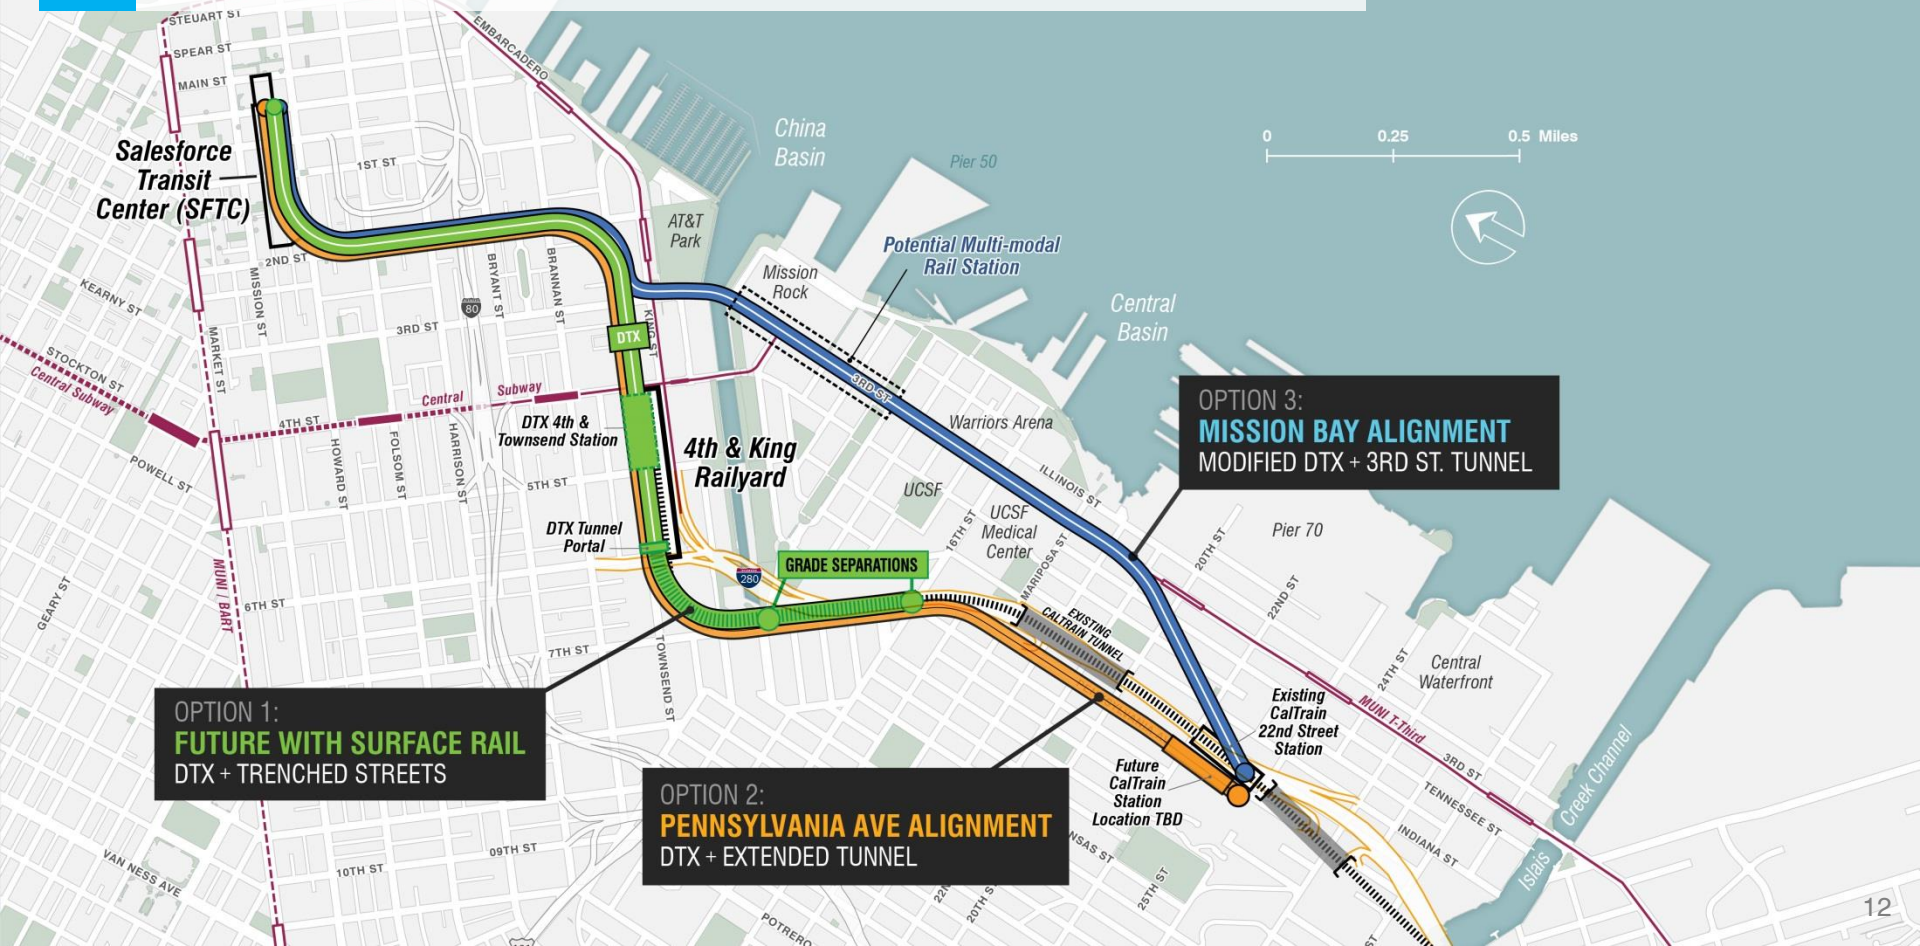 STEUART ST
SPEAR ST
MAIN ST
EMBARCADERO
Salesforce
Transit
Center (SFTC)
1ST ST
2ND ST
China
Basin
Pier 50
0 0.25 0.5 Miles
AT&T
Park
Mission
Rock
Potential Multi-modal
Rail Station
Central
Basin
KEARNY ST
MISSION ST
80
BRYANT ST
BRANNAN ST
MARKET ST
3RD ST
DTX
KING ST
STOCKTON ST
Central Subway
Central Subway
4TH ST
DTX 4th &
Townsend Station
4th & King
Railyard
3RD ST
Warriors Arena
OPTION 3:
MISSION BAY ALIGNMENT
MODIFIED DTX + 3RD ST. TUNNEL
POWELL ST
HOWARD ST
FOLSOM ST
HARRISON ST
5TH ST
UCSF
ILLINOIS ST
DTX Tunnel
Portal
16TH ST
UCSF
Medical
Center
MARIPOSA ST
20TH ST
Pier 70
GRADE SEPARATIONS
280
MUNI / BART
GEARY ST
6TH ST
22ND ST
EXISTING
CALTRAIN TUNNEL
7TH ST
TOWNSEND ST
24TH ST
Central
Waterfront
OPTION 1:
FUTURE WITH SURFACE RAIL
DTX + TRENCHED STREETS
Existing
CalTrain
22nd Street
Station
MUNI T-Third
Future
CalTrain
Station
Location TBD
3RD ST
TENNESSEE ST
Creek Channel
OPTION 2:
PENNSYLVANIA AVE ALIGNMENT
DTX + EXTENDED TUNNEL
INDIANA ST
NSAS ST
Islais
VAN NESS AVE
10TH ST
09TH ST
20TH S
25TH ST
POTRERO
12